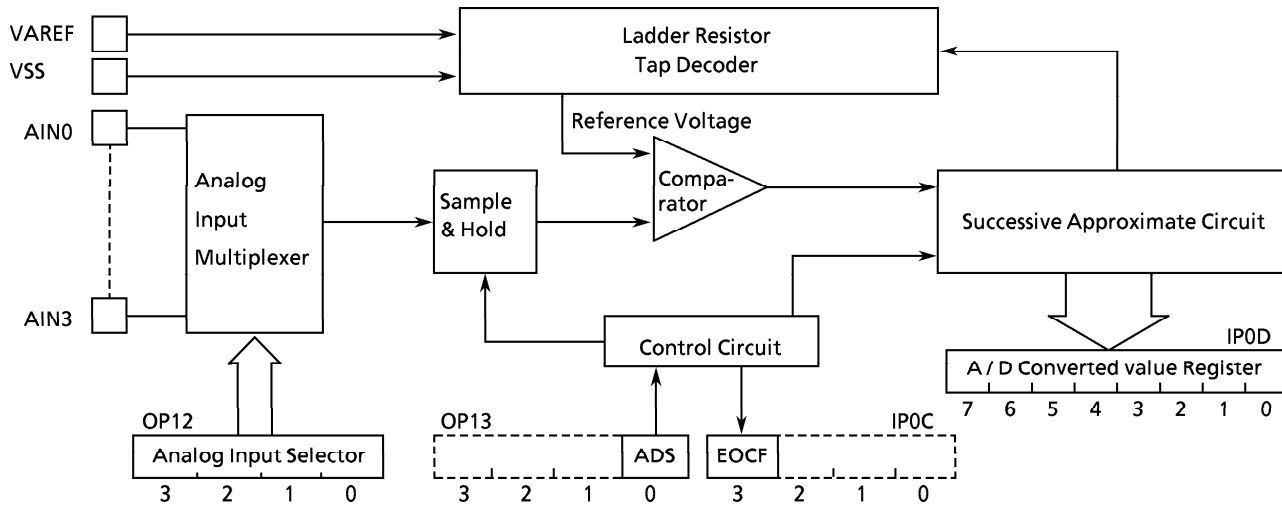 VAREF
VSS
Ladder Resistor
Tap Decoder
AIN0
Reference Voltage
Analog
Input
Multiplexer
Sample
& Hold
Compa-
rator
Successive Approximate Circuit
AIN3
Control Circuit
IP0D
A / D Converted value Register
7 6 5 4 3 2 1 0
OP12
Analog Input Selector
3 2 1 0
OP13
ADS
3 2 1 0
IP0C
EOCF
3 2 1 0